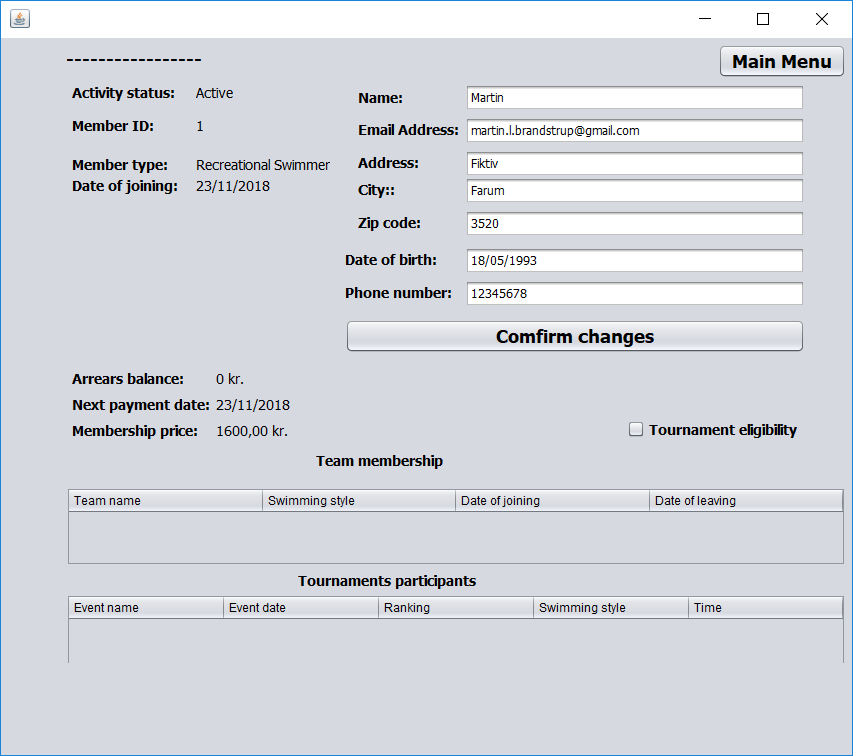 -----------------
Main Menu
Activity status: Active
Member ID: 1
Member type: Recreational Swimmer
Date of joining: 23/11/2018
Name: Martin
Email Address: martin.l.brandstrup@gmail.com
Address: Fiktiv
City:: Farum
Zip code: 3520
Date of birth: 18/05/1993
Phone number: 12345678
Comfirm changes
Arrears balance: 0 kr.
Next payment date: 23/11/2018
Membership price: 1600,00 kr.
Tournament eligibility
Team membership
Team name Swimming style Date of joining Date of leaving
Tournaments participants
Event name Event date Ranking Swimming style Time